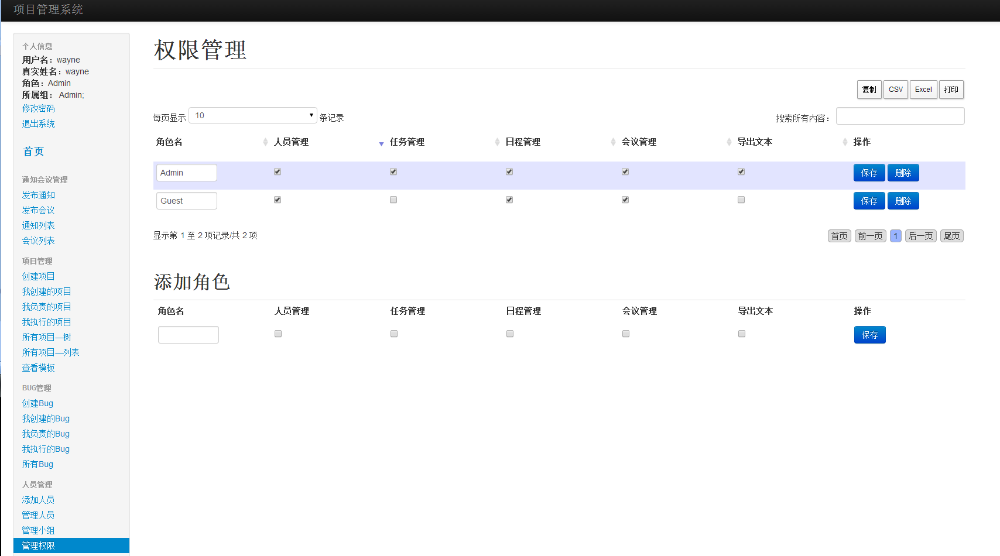 项目管理系统
个人信息
用户名：wayne
真实姓名：wayne
角色：Admin
所属组： Admin;
修改密码
退出系统
首页
通知会议管理
发布通知
发布会议
通知列表
会议列表
项目管理
创建项目
我创建的项目
我负责的项目
我执行的项目
所有项目—树
所有项目—列表
查看模板
BUG管理
创建Bug
我创建的Bug
我负责的Bug
我执行的Bug
所有Bug
人员管理
添加人员
管理人员
管理小组
管理权限
权限管理
复制 CSV Excel 打印
每页显示 10 条记录 搜索所有内容：
角色名 人员管理 任务管理 日程管理 会议管理 导出文本 操作
Admin 保存 删除
Guest 保存 删除
显示第 1 至 2 项记录/共 2 项 首页 前一页 1 后一页 尾页
添加角色
角色名 人员管理 任务管理 日程管理 会议管理 导出文本 操作
保存